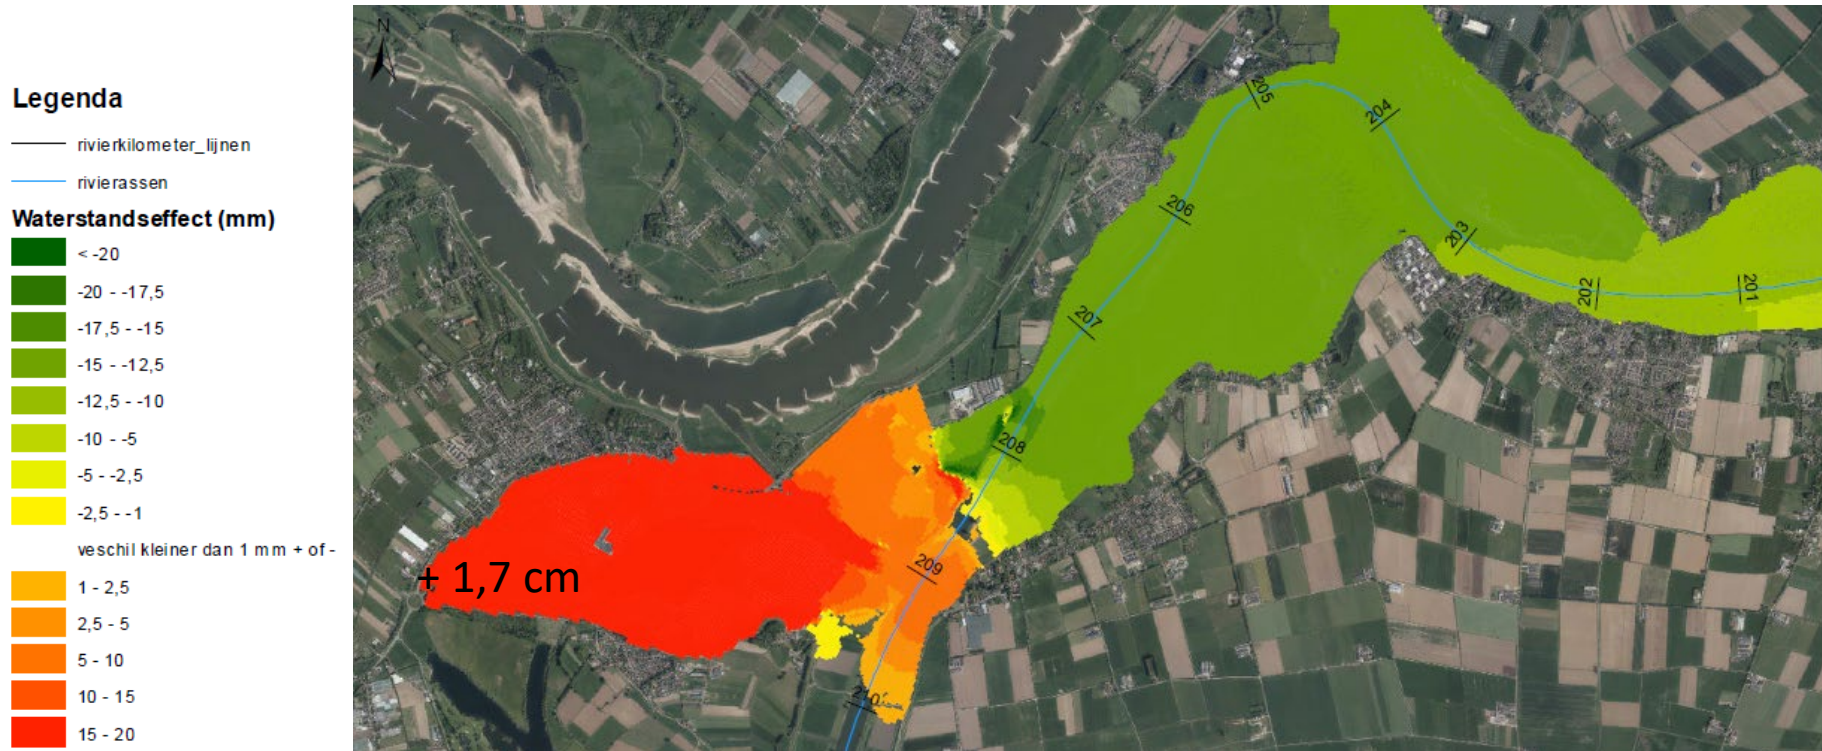 Legenda
rivierkilometer_lijnen
rivierassen
Waterstandseffect (mm)
< -20
-20 - -17,5
-17,5 - -15
-15 - -12,5
-12,5 - -10
-10 - -5
-5 - -2,5
-2,5 - -1
veschil kleiner dan 1 mm + of -
1 - 2,5
2,5 - 5
5 - 10
10 - 15
15 - 20
N
205
204
206
203
202
201
207
208
209
+ 1,7 cm
210